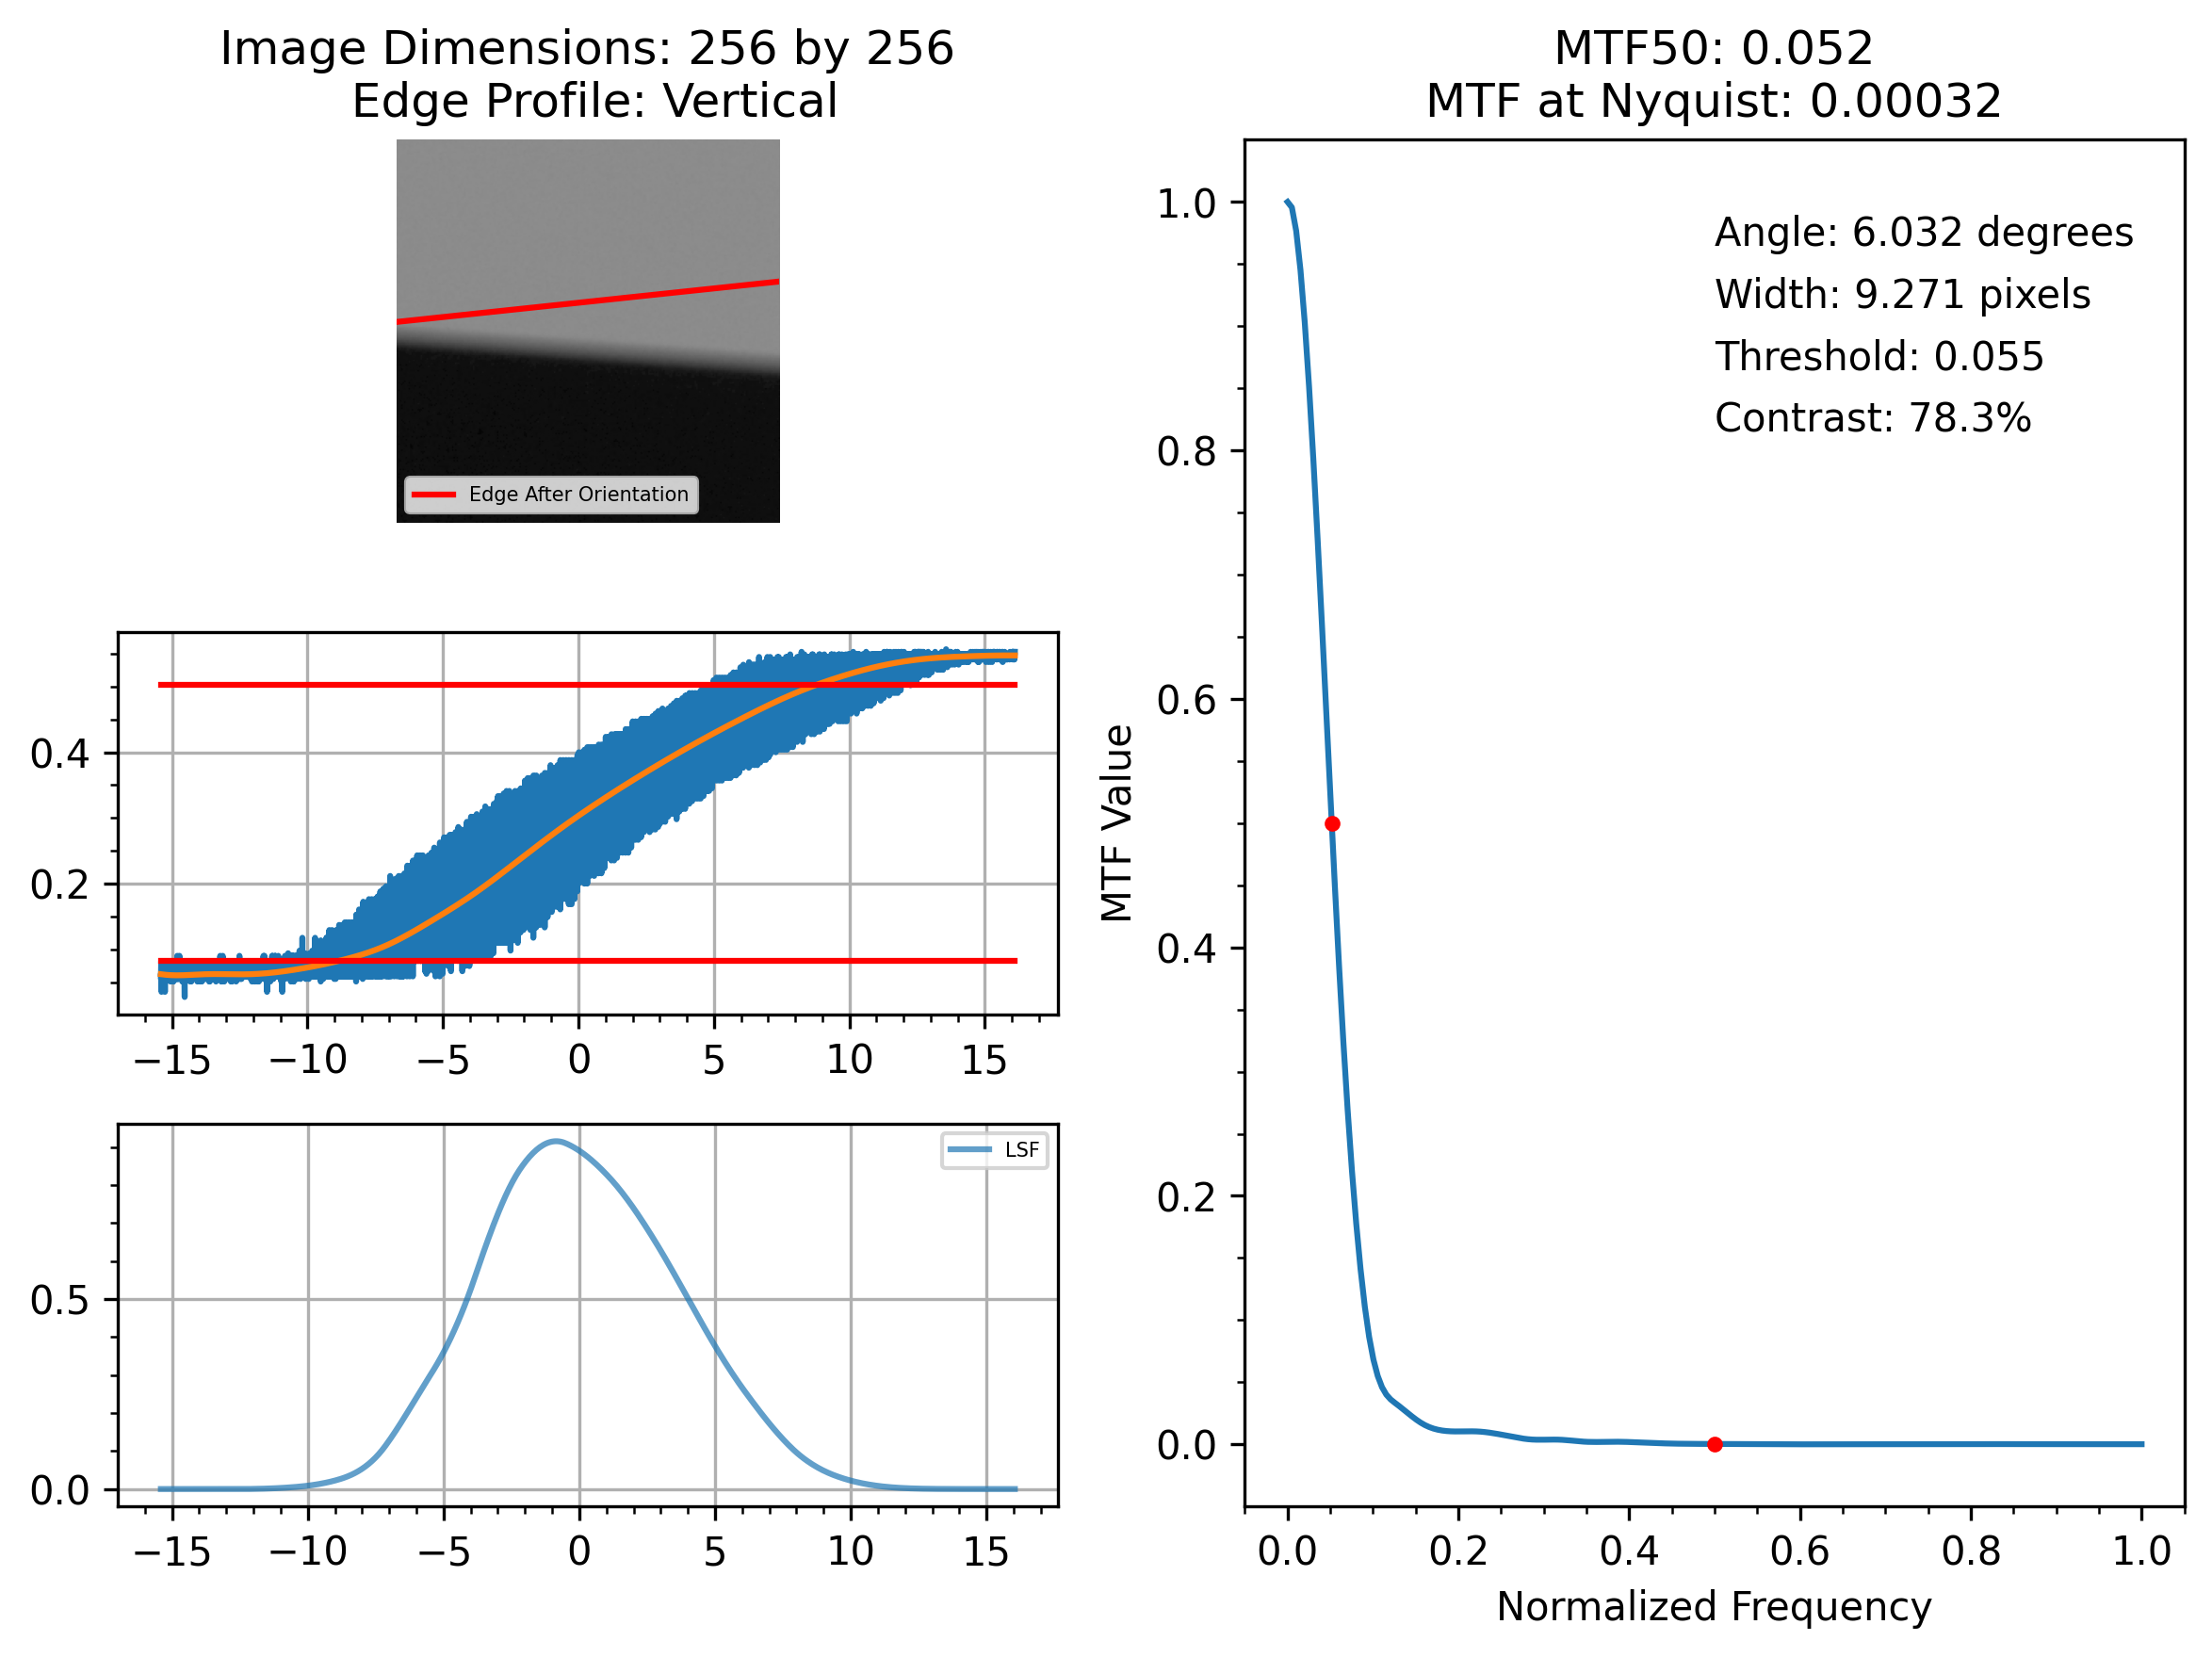 Image Dimensions: 256 by 256
Edge Profile: Vertical
Edge After Orientation
0.4
0.2
−15 −10 −5 0 5 10 15
LSF
0.5
0.0
−15 −10 −5 0 5 10 15
MTF50: 0.052
MTF at Nyquist: 0.00032
Angle: 6.032 degrees
Width: 9.271 pixels
Threshold: 0.055
Contrast: 78.3%
MTF Value
1.0
0.8
0.6
0.4
0.2
0.0
0.0 0.2 0.4 0.6 0.8 1.0
Normalized Frequency